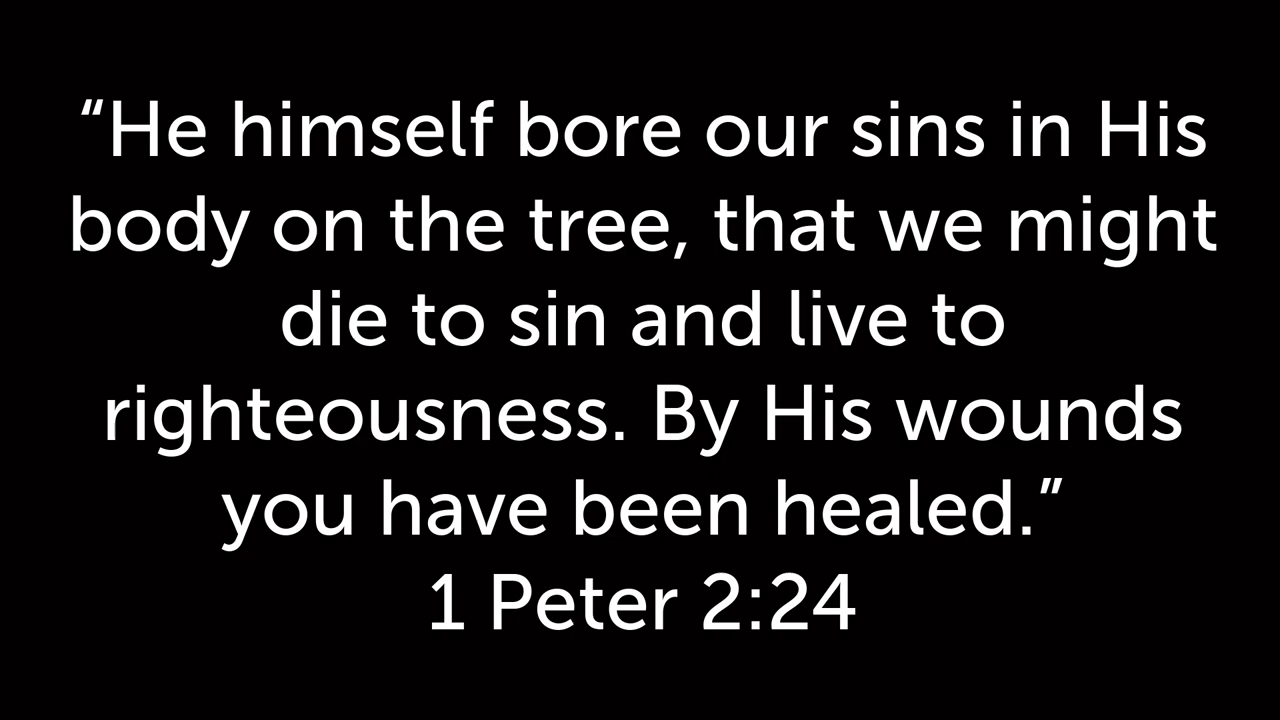 “He himself bore our sins in His
body on the tree, that we might
die to sin and live to
righteousness. By His wounds
you have been healed.”
1 Peter 2:24